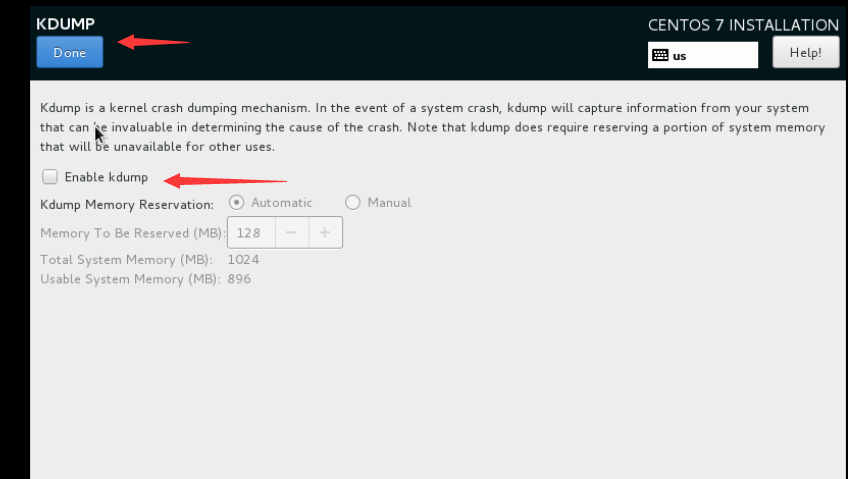 KDUMP
CENTOS 7 INSTALLATION
Done
us
Help!
Kdump is a kernel crash dumping mechanism. In the event of a system crash, kdump will capture information from your system
that can be invaluable in determining the cause of the crash. Note that kdump does require reserving a portion of system memory
that will be unavailable for other uses.
Enable kdump
Kdump Memory Reservation: Automatic Manual
Memory To Be Reserved (MB): 128 − +
Total System Memory (MB): 1024
Usable System Memory (MB): 896